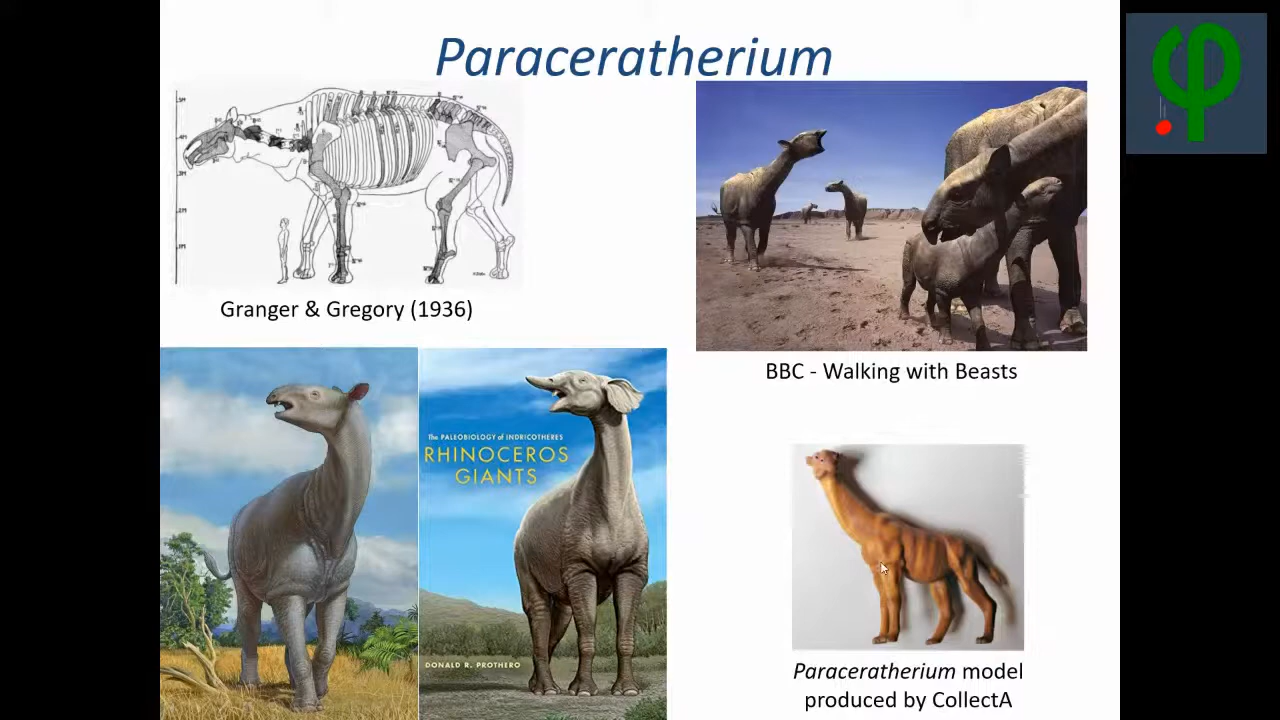 Paraceratherium
Granger & Gregory (1936)
BBC - Walking with Beasts
The PALEOBIOLOGY of INDRICOTHERES
RHINOCEROS
GIANTS
DONALD R. PROTHERO
Paraceratherium model
produced by CollectA